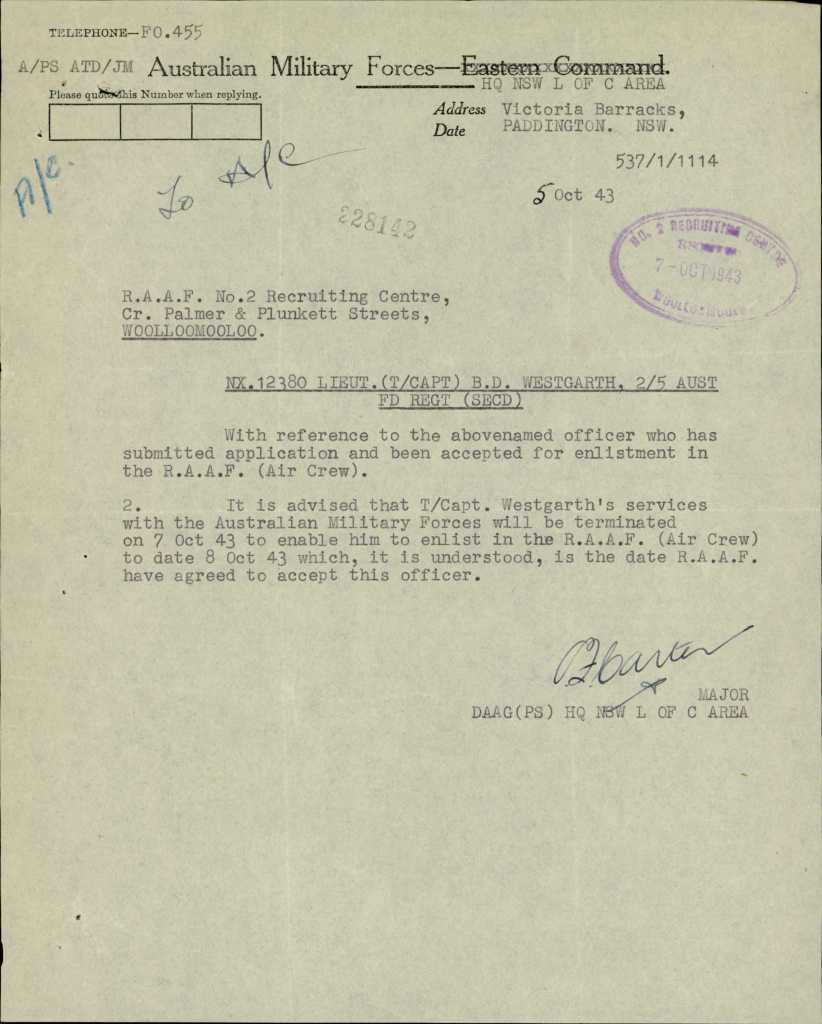 TELEPHONE—FO.455
A/PS ATD/JM Australian Military Forces—Eastern Command.
HQ NSW L OF C AREA
Please quote this Number when replying.
Address Victoria Barracks,
Date PADDINGTON. NSW.
537/1/1114
A/C.
To A/C
5 Oct 43
228142
NO. 2 RECRUITING CENTRE
7-OCT 1943
WOOLLOOMOOLOO
R.A.A.F. No.2 Recruiting Centre,
Cr. Palmer & Plunkett Streets,
WOOLLOOMOOLOO.
NX.12380 LIEUT.(T/CAPT) B.D. WESTGARTH, 2/5 AUST
FD REGT (SECD)
With reference to the abovenamed officer who has
submitted application and been accepted for enlistment in
the R.A.A.F. (Air Crew).
2. It is advised that T/Capt. Westgarth's services
with the Australian Military Forces will be terminated
on 7 Oct 43 to enable him to enlist in the R.A.A.F. (Air Crew)
to date 8 Oct 43 which, it is understood, is the date R.A.A.F.
have agreed to accept this officer.
MAJOR
DAAG(PS) HQ NSW L OF C AREA